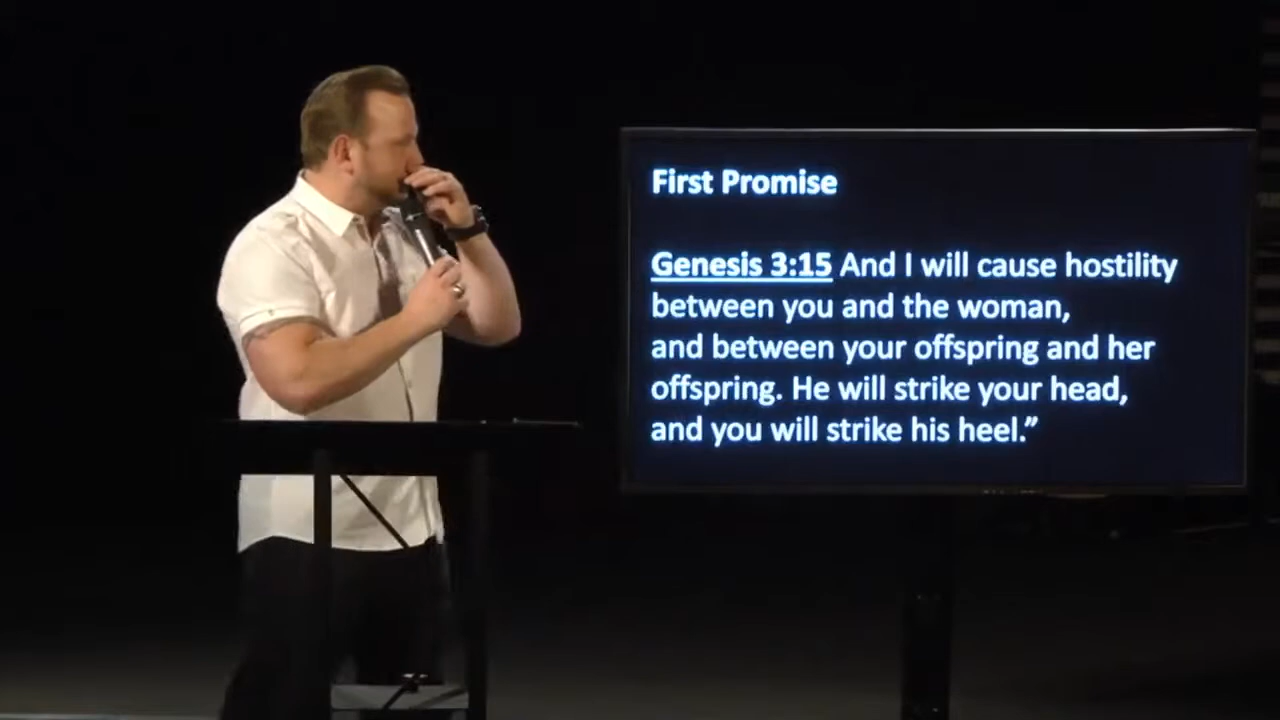 First Promise
Genesis 3:15 And I will cause hostility
between you and the woman,
and between your offspring and her
offspring. He will strike your head,
and you will strike his heel.”